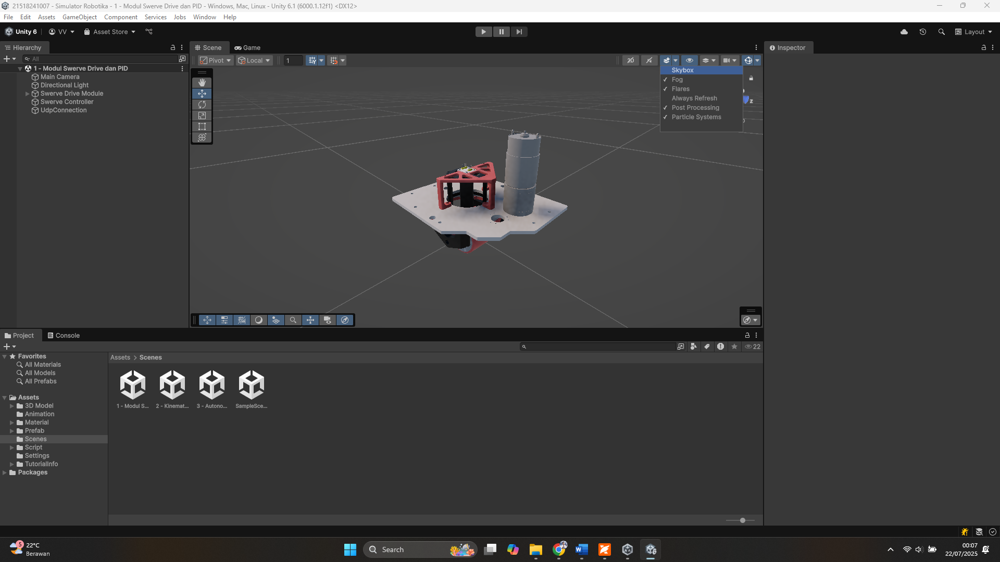 21518241007 - Simulator Robotika - 1 - Modul Swerve Drive dan PID - Windows, Mac, Linux - Unity 6.1 (6000.1.12f1) <DX12>
File Edit Assets GameObject Component Services Jobs Window Help
Unity 6 VV Asset Store Layout
Hierarchy
All
1 - Modul Swerve Drive dan PID
Main Camera
Directional Light
Swerve Drive Module
Swerve Controller
UdpConnection
Scene Game
Pivot Local 1 2D
Skybox
Fog
Flares
Always Refresh
Post Processing
Particle Systems
z
Inspector
Project Console
22
Favorites
All Materials
All Models
All Prefabs
Assets
3D Model
Animation
Material
Prefab
Scenes
Script
Settings
TutorialInfo
Packages
Assets > Scenes
1 - Modul S... 2 - Kinemat... 3 - Autono... SampleSce...
5
22°C
Berawan
Search
00:07
22/07/2025